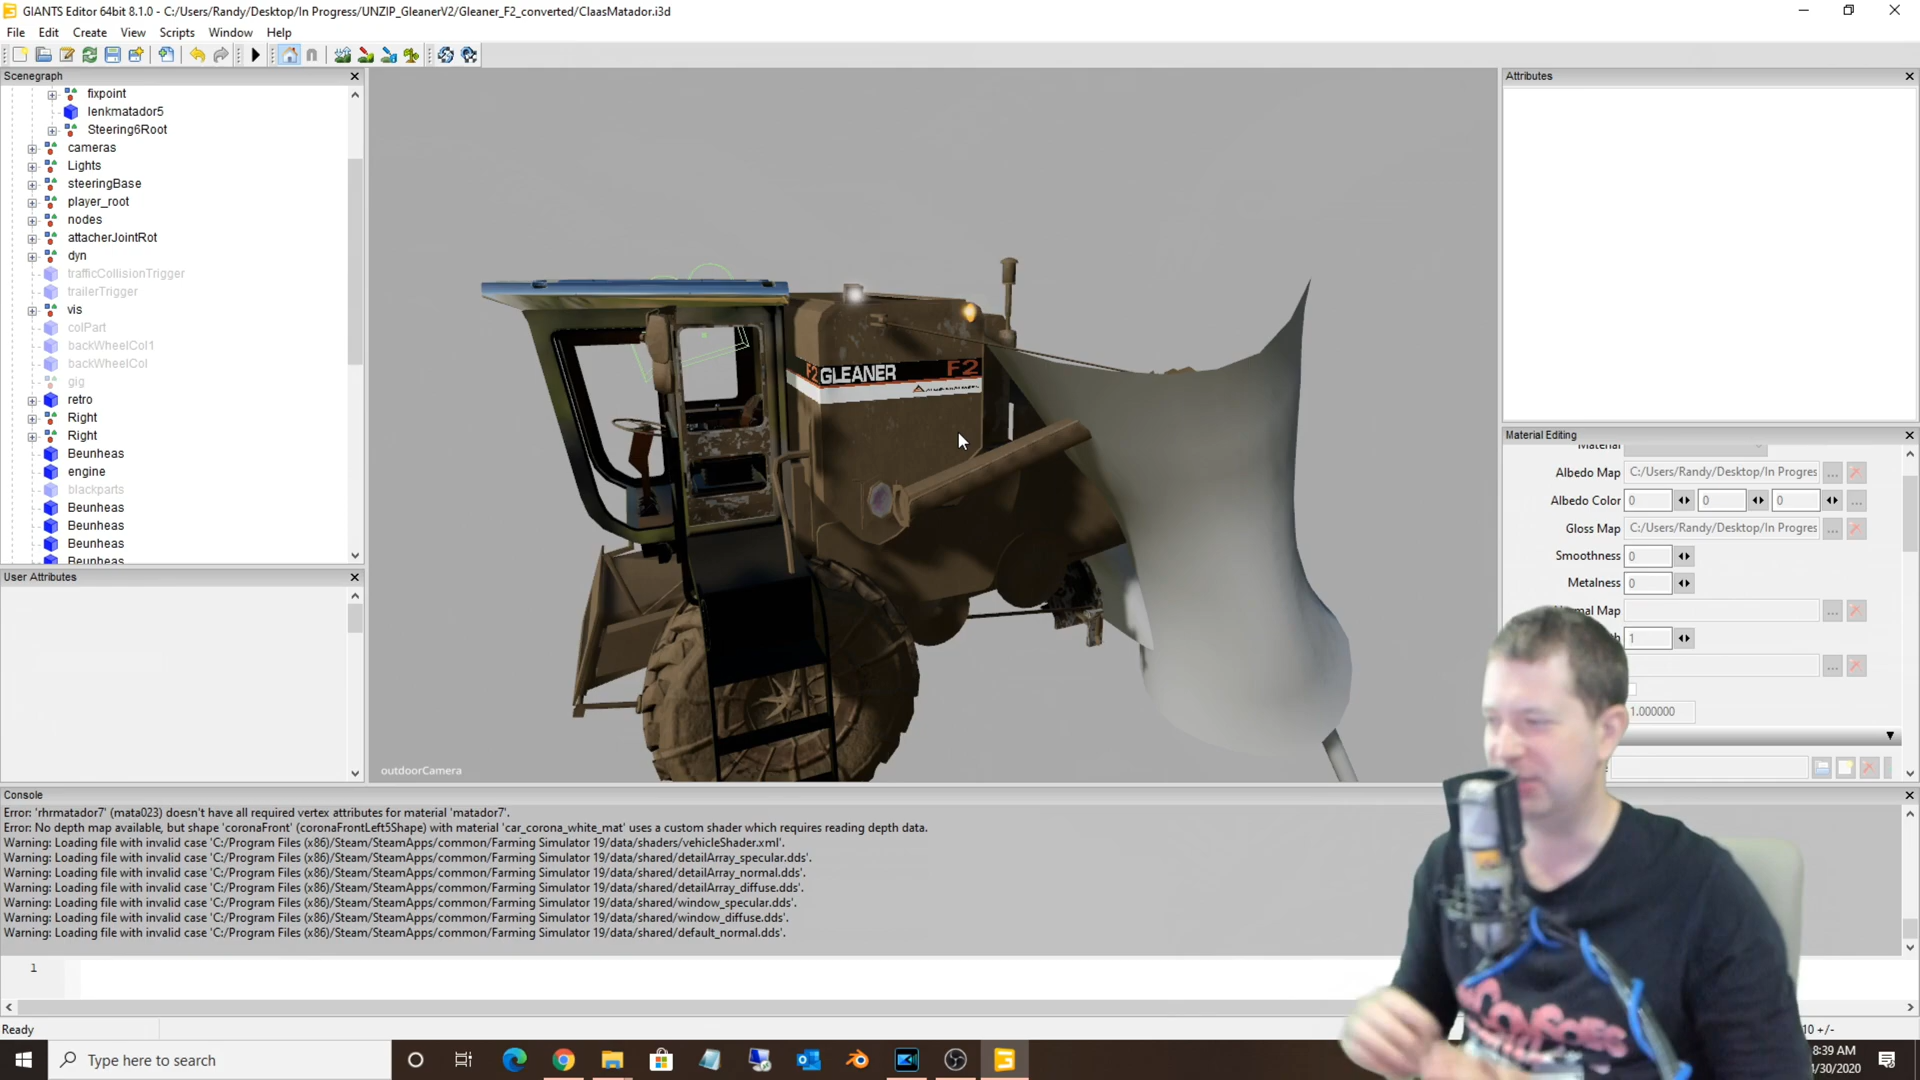 GIANTS Editor 64bit 8.1.0 - C:/Users/Randy/Desktop/In Progress/UNZIP_GleanerV2/Gleaner_F2_converted/ClaasMatador.i3d
File Edit Create View Scripts Window Help
Scenegraph
fixpoint
lenkmatador5
Steering6Root
cameras
Lights
steeringBase
player_root
nodes
attacherJointRot
dyn
trafficCollisionTrigger
trailerTrigger
vis
colPart
backWheelCol1
backWheelCol
gig
retro
Right
Right
Beunheas
engine
blackparts
Beunheas
Beunheas
Beunheas
Beunheas
User Attributes
F2 GLEANER F2
outdoorCamera
Attributes
Material Editing
Material
Albedo Map C:/Users/Randy/Desktop/In Progres ...
Albedo Color 0 0 0 ...
Gloss Map C:/Users/Randy/Desktop/In Progres ...
Smoothness 0
Metalness 0
Map ...
1
...
1.000000
Console
Error: 'rhrmatador7' (mata023) doesn't have all required vertex attributes for material 'matador7'.
Error: No depth map available, but shape 'coronaFront' (coronaFrontLeft5Shape) with material 'car_corona_white_mat' uses a custom shader which requires reading depth data.
Warning: Loading file with invalid case 'C:/Program Files (x86)/Steam/SteamApps/common/Farming Simulator 19/data/shaders/vehicleShader.xml'.
Warning: Loading file with invalid case 'C:/Program Files (x86)/Steam/SteamApps/common/Farming Simulator 19/data/shared/detailArray_specular.dds'.
Warning: Loading file with invalid case 'C:/Program Files (x86)/Steam/SteamApps/common/Farming Simulator 19/data/shared/detailArray_normal.dds'.
Warning: Loading file with invalid case 'C:/Program Files (x86)/Steam/SteamApps/common/Farming Simulator 19/data/shared/detailArray_diffuse.dds'.
Warning: Loading file with invalid case 'C:/Program Files (x86)/Steam/SteamApps/common/Farming Simulator 19/data/shared/window_specular.dds'.
Warning: Loading file with invalid case 'C:/Program Files (x86)/Steam/SteamApps/common/Farming Simulator 19/data/shared/window_diffuse.dds'.
Warning: Loading file with invalid case 'C:/Program Files (x86)/Steam/SteamApps/common/Farming Simulator 19/data/shared/default_normal.dds'.
1
Ready
10 +/-
Type here to search
8:39 AM
/30/2020